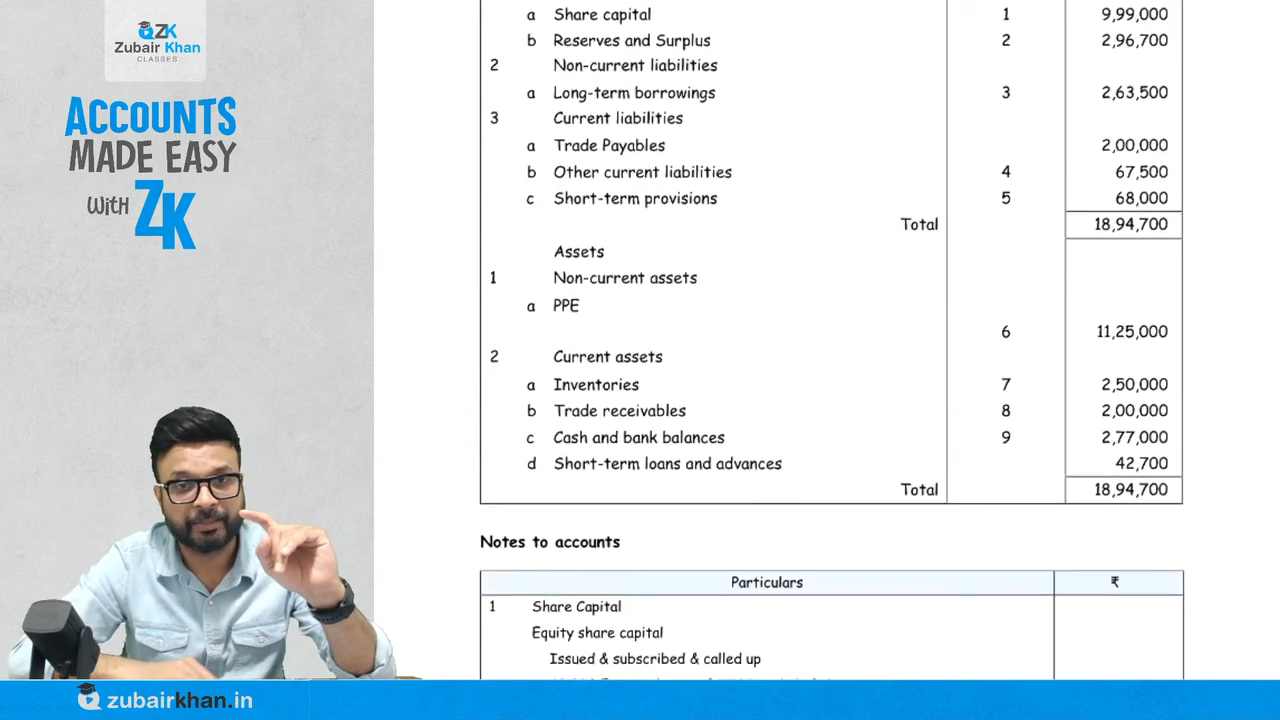 ZK
Zubair Khan
CLASSES
ACCOUNTS
MADE EASY
WITH ZK
a Share capital 1 9,99,000
b Reserves and Surplus 2 2,96,700
2 Non-current liabilities
a Long-term borrowings 3 2,63,500
3 Current liabilities
a Trade Payables 2,00,000
b Other current liabilities 4 67,500
c Short-term provisions 5 68,000
Total 18,94,700
Assets
1 Non-current assets
a PPE
6 11,25,000
2 Current assets
a Inventories 7 2,50,000
b Trade receivables 8 2,00,000
c Cash and bank balances 9 2,77,000
d Short-term loans and advances 42,700
Total 18,94,700
Notes to accounts
Particulars ₹
1 Share Capital
Equity share capital
Issued & subscribed & called up
zubairkhan.in